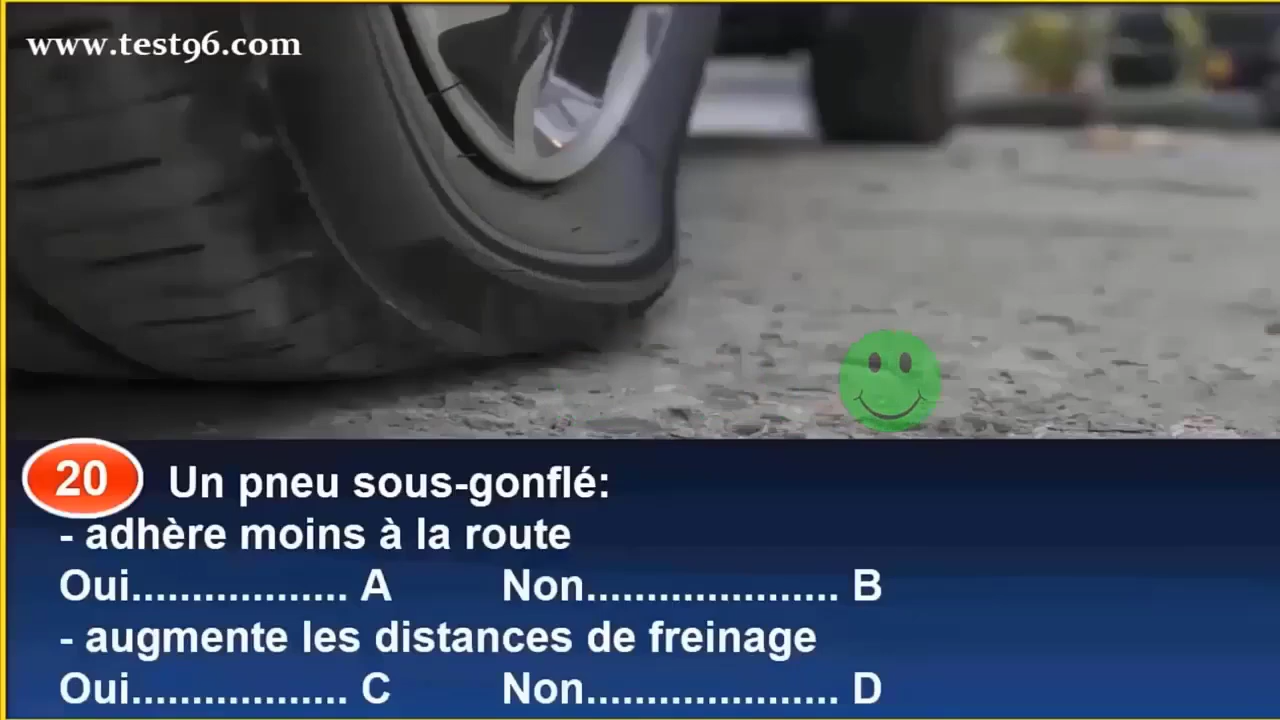 www.test96.com
20 Un pneu sous-gonflé:
- adhère moins à la route
Oui.................. A Non..................... B
- augmente les distances de freinage
Oui.................. C Non..................... D